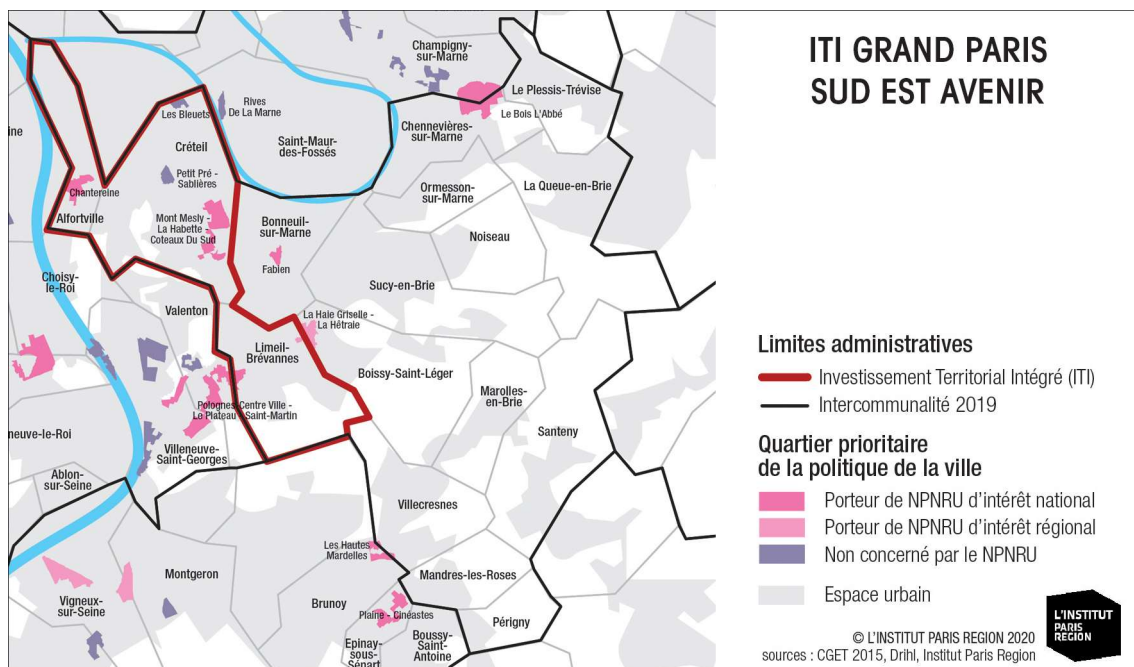 ITI GRAND PARIS
SUD EST AVENIR
Champigny-
sur-Marne
Le Plessis-Trévise
Le Bois L'Abbé
Chennevières-
sur-Marne
Les Bleuets
Rives
De La Marne
ine
Créteil
Saint-Maur-
des-Fossés
Petit Pré -
Sablières
Chantereine
Ormesson-
sur-Marne
La Queue-en-Brie
Alfortville
Mont Mesly -
La Habette -
Coteaux Du Sud
Bonneuil-
sur-Marne
Noiseau
Fabien
Choisy-
le-Roi
Sucy-en-Brie
Valenton
La Haie Griselle -
La Hêtraie
Limeil-
Brévannes
Boissy-Saint-Léger
Marolles-
en-Brie
Polognes-Centre Ville -
Le Plateau - Saint-Martin
Santeny
neuve-le-Roi
Villeneuve-
Saint-Georges
Ablon-
sur-Seine
Villecresnes
Les Hautes
Mardelles
Montgeron
Mandres-les-Roses
Vigneux-
sur-Seine
Brunoy
Plaine - Cinéastes
Périgny
Epinay-
sous-
Sénart
Boussy-
Saint-
Antoine
Limites administratives
Investissement Territorial Intégré (ITI)
Intercommunalité 2019
Quartier prioritaire
de la politique de la ville
Porteur de NPNRU d'intérêt national
Porteur de NPNRU d'intérêt régional
Non concerné par le NPNRU
Espace urbain
© L'INSTITUT PARIS REGION 2020
sources : CGET 2015, Drihl, Institut Paris Region
L'INSTITUT
PARIS
REGION